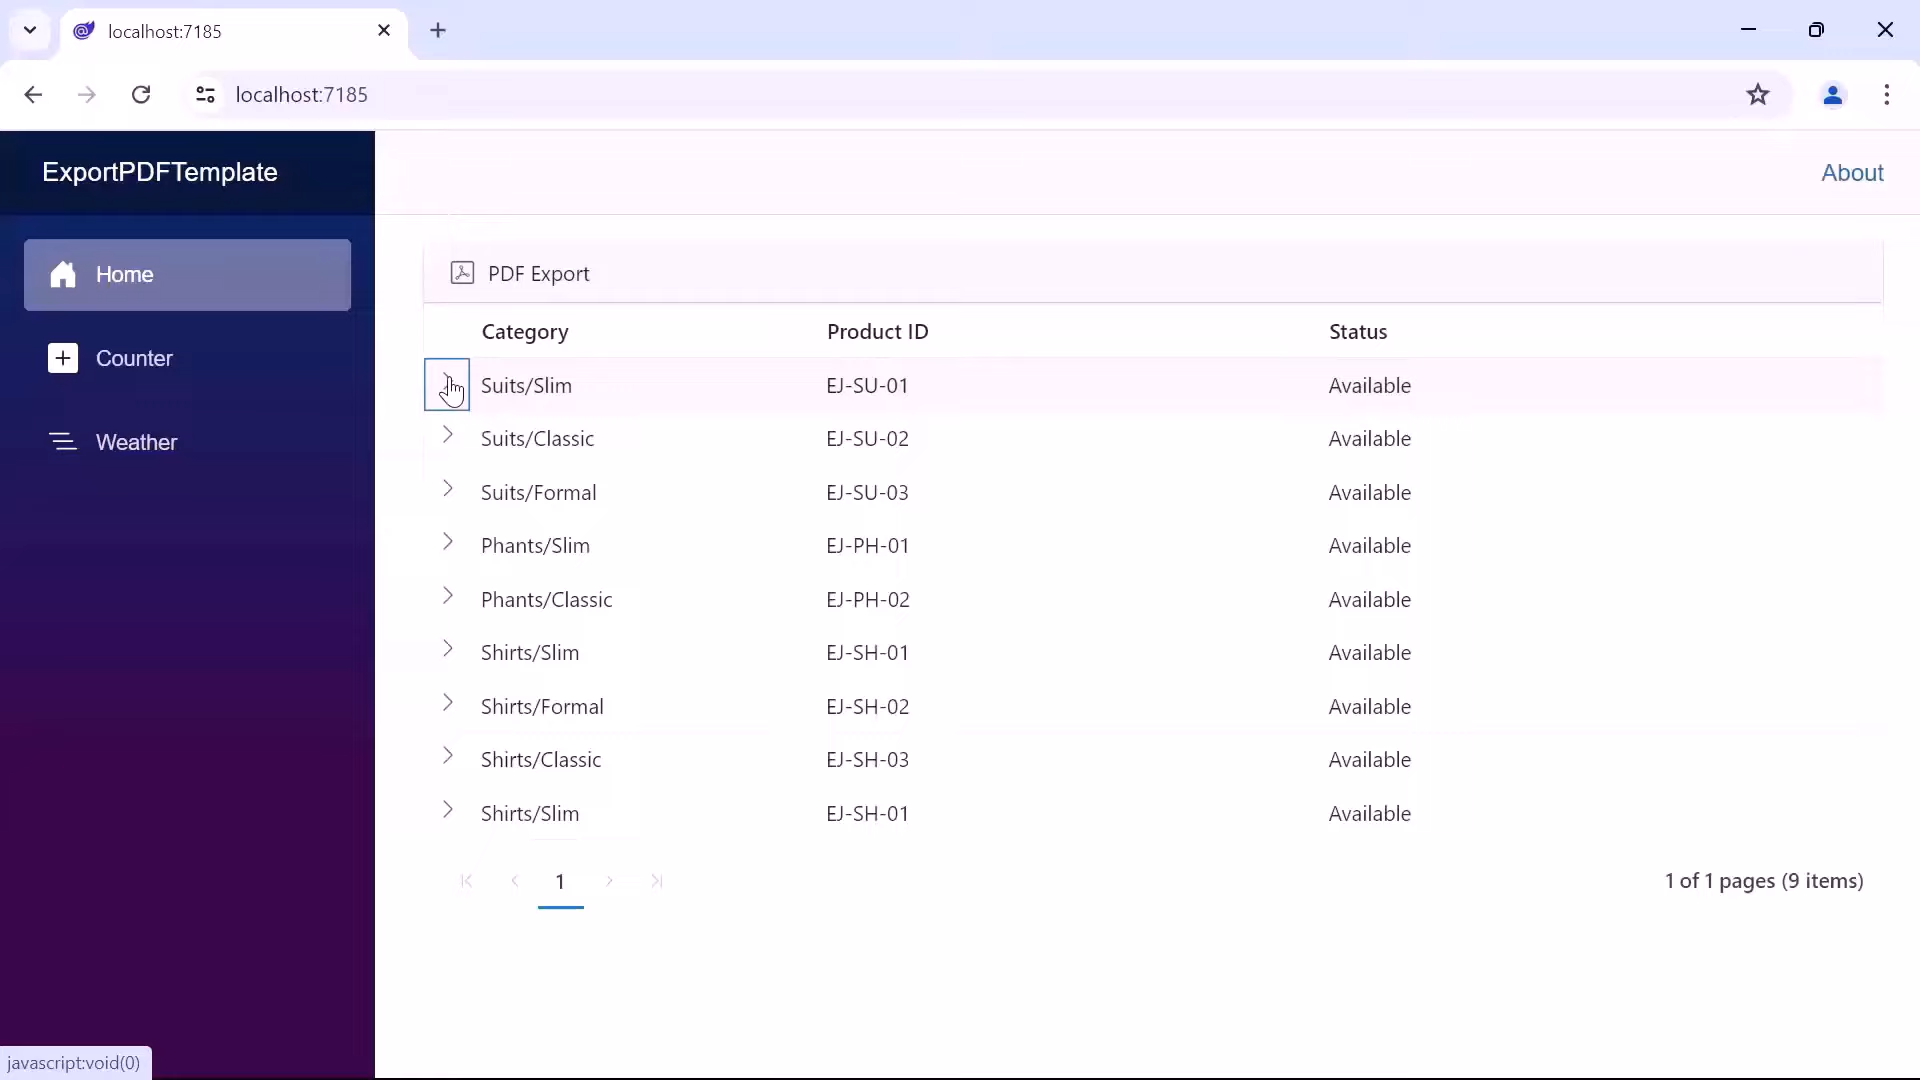 localhost:7185
localhost:7185
ExportPDFTemplate
About
Home
Counter
Weather
PDF Export
Category Product ID Status
Suits/Slim EJ-SU-01 Available
Suits/Classic EJ-SU-02 Available
Suits/Formal EJ-SU-03 Available
Phants/Slim EJ-PH-01 Available
Phants/Classic EJ-PH-02 Available
Shirts/Slim EJ-SH-01 Available
Shirts/Formal EJ-SH-02 Available
Shirts/Classic EJ-SH-03 Available
Shirts/Slim EJ-SH-01 Available
1
1 of 1 pages (9 items)
javascript:void(0)